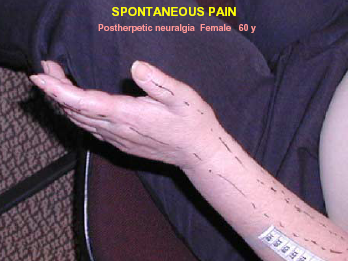 SPONTANEOUS PAIN
Postherpetic neuralgia Female 60 y